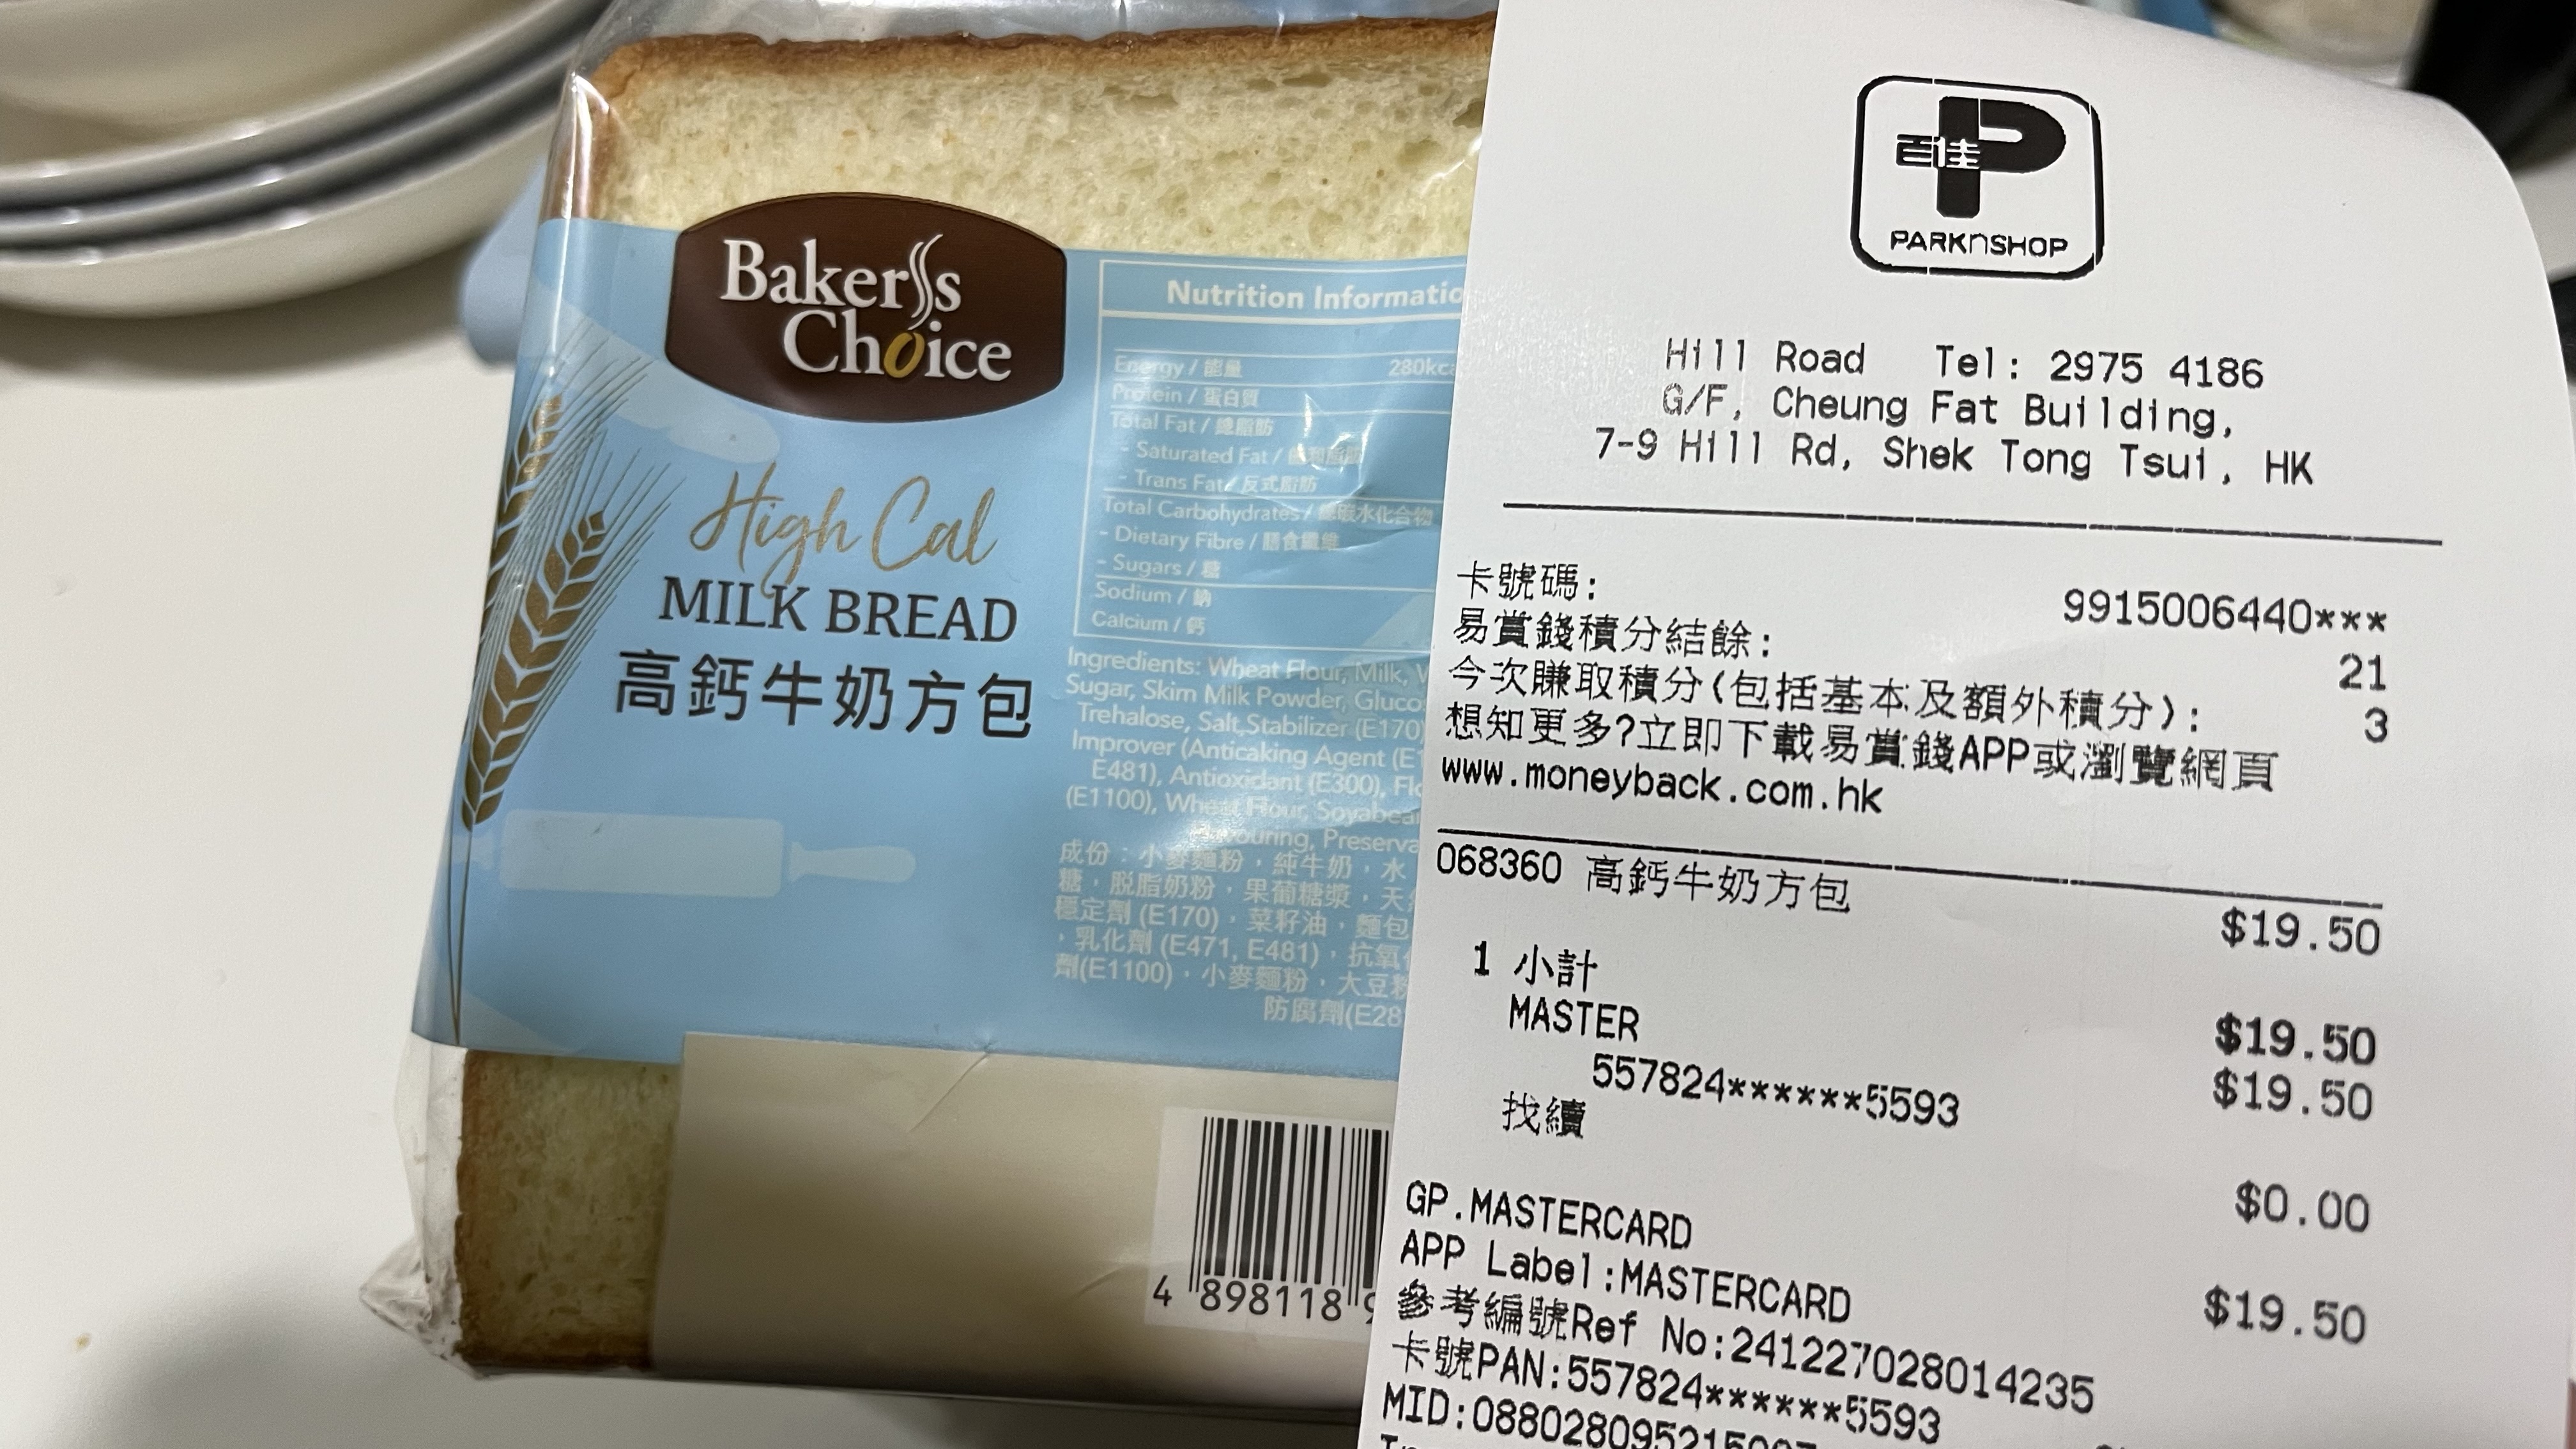 Baker's
Choice
High Cal
MILK BREAD
高鈣牛奶方包
Nutrition
Energy / 能量
Protein / 蛋白質
Total Fat / 總脂肪
- Saturated Fat /
- Trans Fat / 反式脂肪
Total Carbohydrates / 總碳水化合物
- Dietary Fibre / 膳食纖維
- Sugars / 糖
Sodium / 鈉
Calcium / 鈣
Ingredients: Wheat Flour, Milk,
Sugar, Skim Milk Powder,
Trehalose, Salt,Stabilizer (E170)
Improver (Anticaking Agent
E481), Antioxidant (E300),
(E1100), Wheat Flour,
成份：小麥麵粉，純牛奶，水
糖，脫脂奶粉，果葡糖漿，
穩定劑 (E170)，菜籽油，麵包
，乳化劑 (E471, E481)，
劑(E1100)，小麥麵粉，大豆
防腐劑
4 898118
百佳
PARKnSHOP
Hill Road Tel: 2975 4186
G/F, Cheung Fat Building,
7-9 Hill Rd, Shek Tong Tsui, HK
卡號碼: 9915006440***
易賞錢積分結餘: 21
今次賺取積分(包括基本及額外積分): 3
想知更多?立即下載易賞錢APP或瀏覽網頁
www.moneyback.com.hk
068360 高鈣牛奶方包 $19.50
1 小計 $19.50
MASTER $19.50
557824******5593
找續 $0.00
GP.MASTERCARD $19.50
APP Label:MASTERCARD
參考編號Ref No:241227028014235
卡號PAN:557824******5593